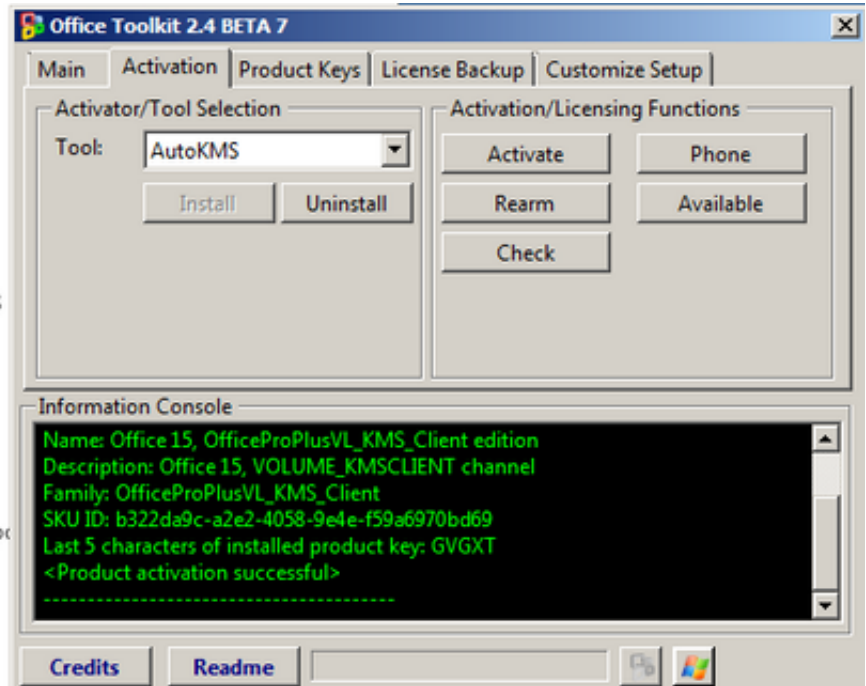 Office Toolkit 2.4 BETA 7
Main Activation Product Keys License Backup Customize Setup
Activator/Tool Selection
Tool: AutoKMS
Install Uninstall
Activation/Licensing Functions
Activate Phone
Rearm Available
Check
Information Console
Name: Office 15, OfficeProPlusVL_KMS_Client edition
Description: Office 15, VOLUME_KMSCLIENT channel
Family: OfficeProPlusVL_KMS_Client
SKU ID: b322da9c-a2e2-4058-9e4e-f59a6970bd69
Last 5 characters of installed product key: GVGXT
<Product activation successful>
----------------------------------------
Credits Readme